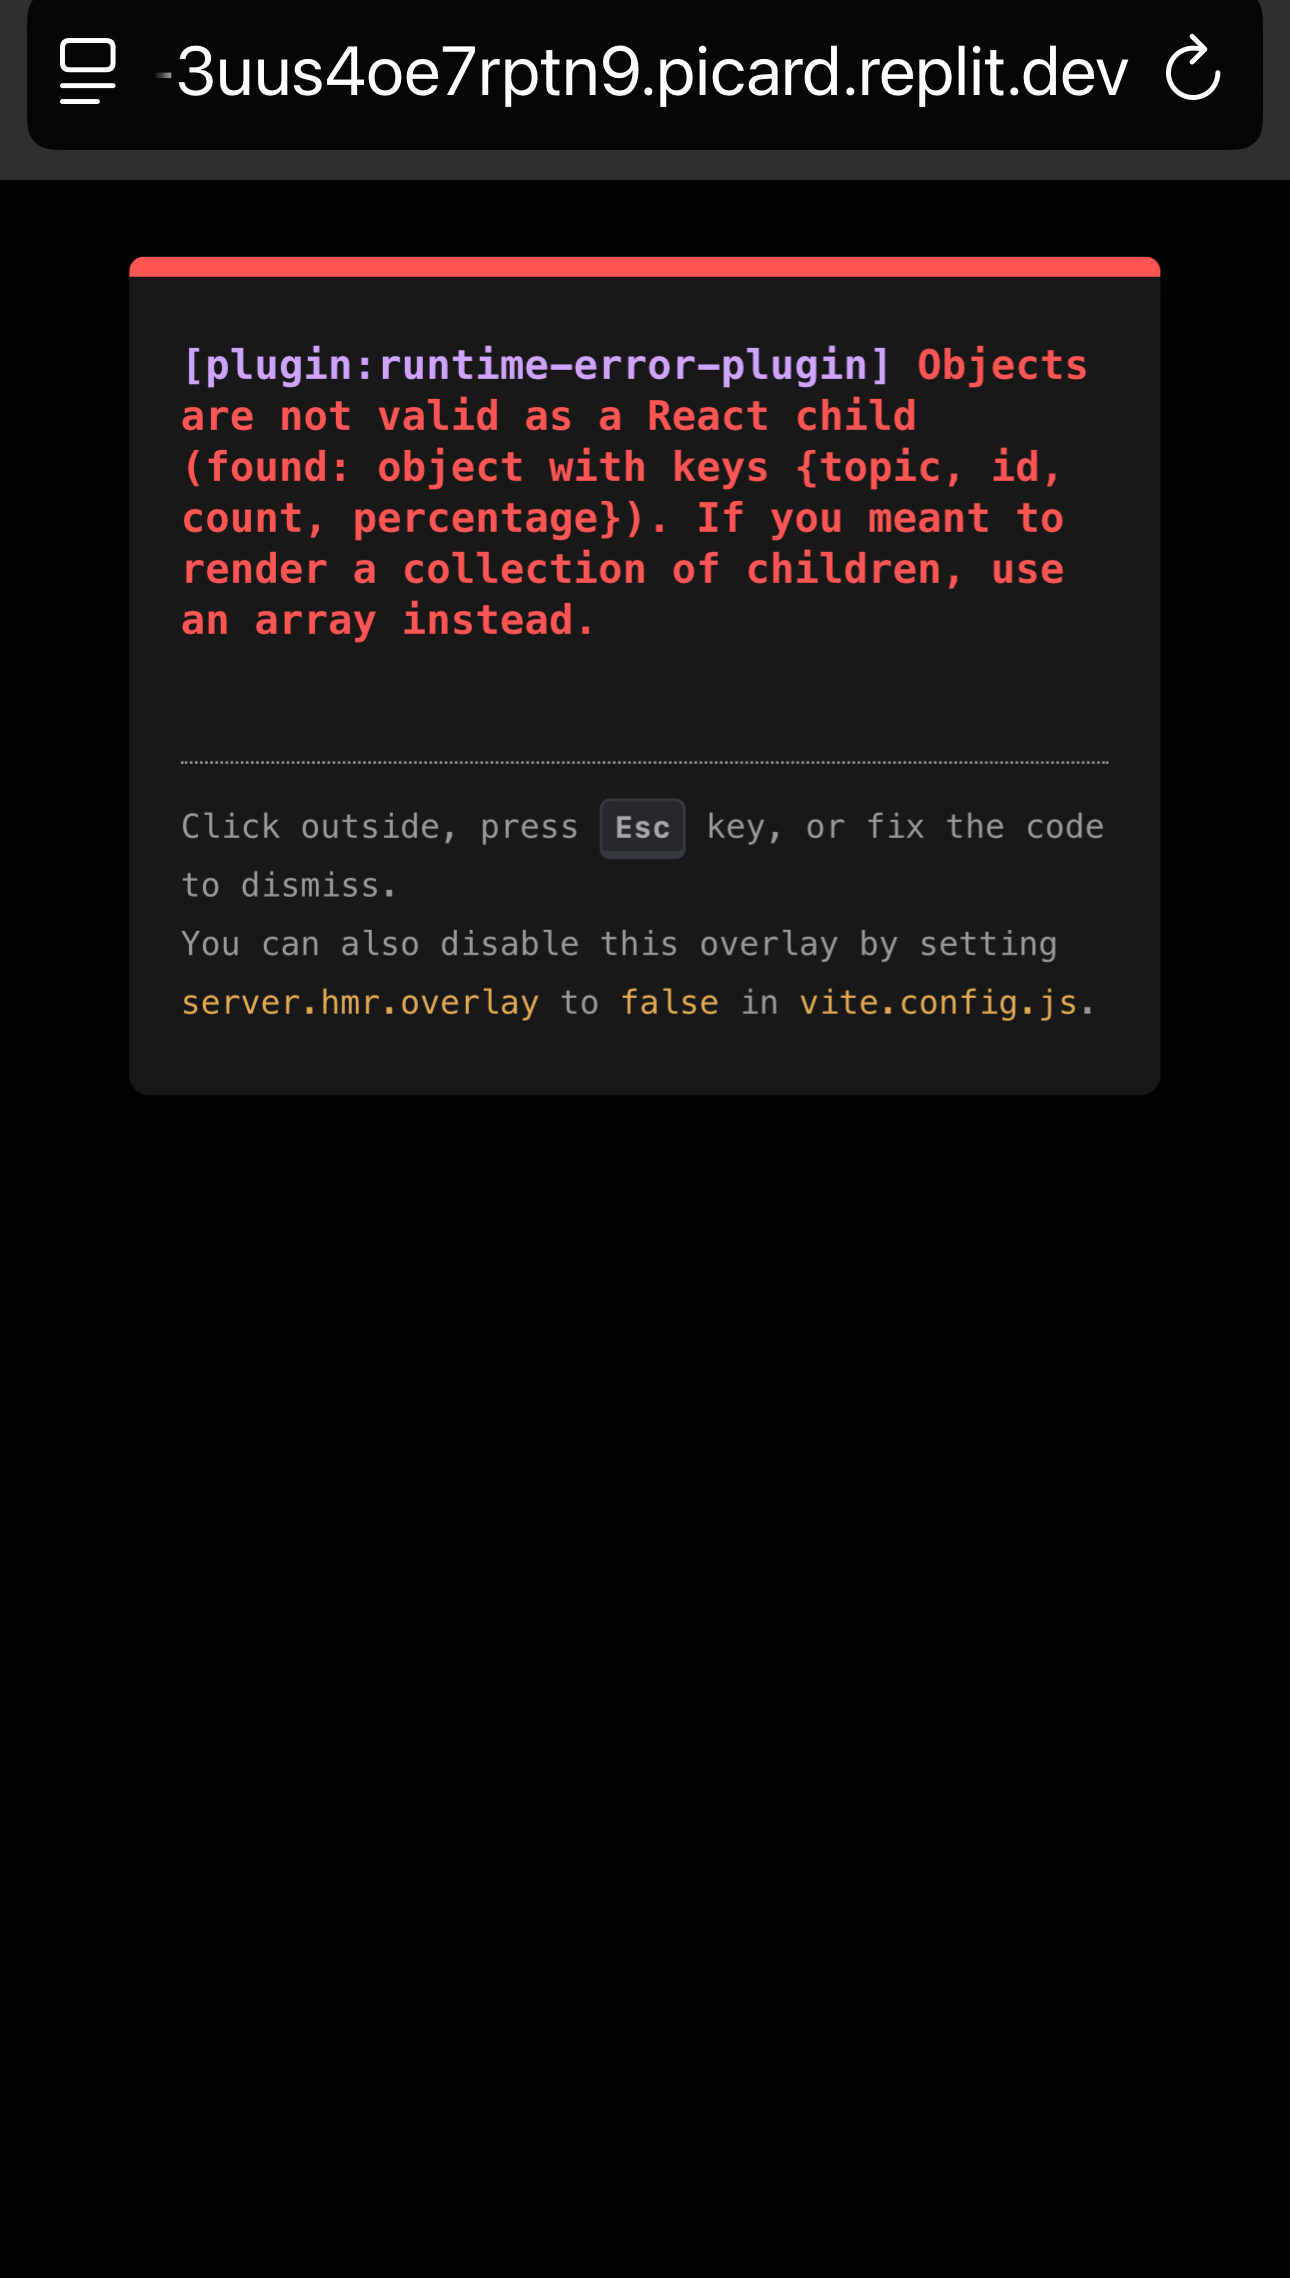 -3uus4oe7rptn9.picard.replit.dev
[plugin:runtime-error-plugin] Objects
are not valid as a React child
(found: object with keys {topic, id,
count, percentage}). If you meant to
render a collection of children, use
an array instead.
Click outside, press Esc key, or fix the code
to dismiss.
You can also disable this overlay by setting
server.hmr.overlay to false in vite.config.js.